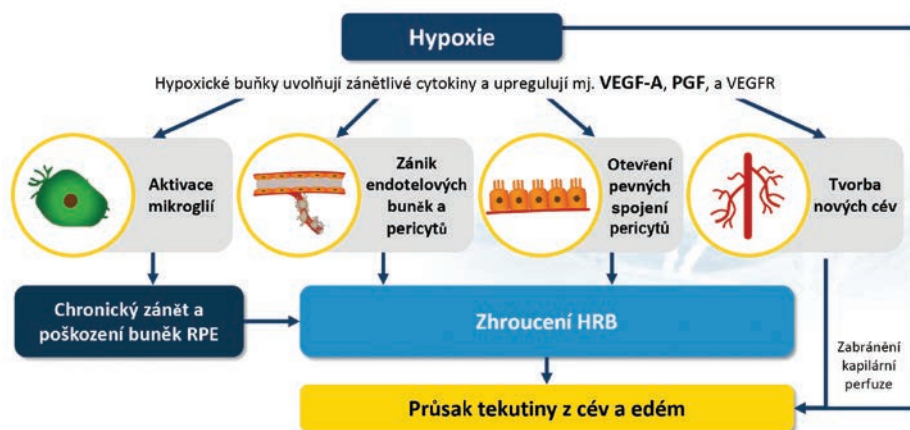 Hypoxie
Hypoxické buňky uvolňují zánětlivé cytokiny a upregulují mj. VEGF-A, PGF, a VEGFR
Aktivace
mikroglií
Zánik
endotelových
buněk a
pericytů
Otevření
pevných
spojení
pericytů
Tvorba
nových cév
Chronický zánět a
poškození buněk RPE
Zhroucení HRB
Zabránění
kapilární
perfuze
Průsak tekutiny z cév a edém